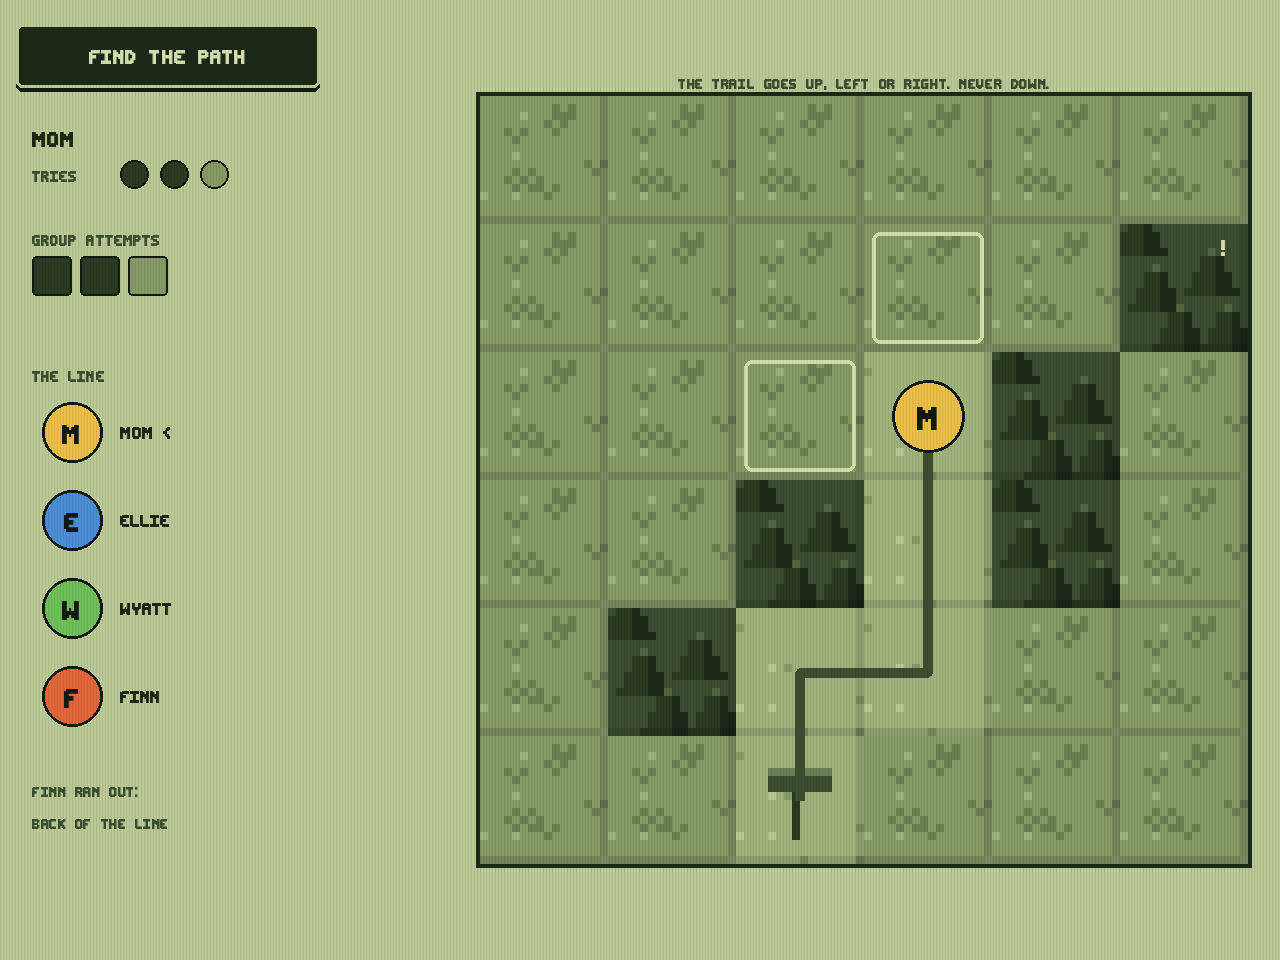 FIND THE PATH
THE TRAIL GOES UP, LEFT OR RIGHT. NEVER DOWN.
MOM
TRIES
GROUP ATTEMPTS
!
THE LINE
M
M MOM <
E ELLIE
W WYATT
F FINN
FINN RAN OUT:
BACK OF THE LINE